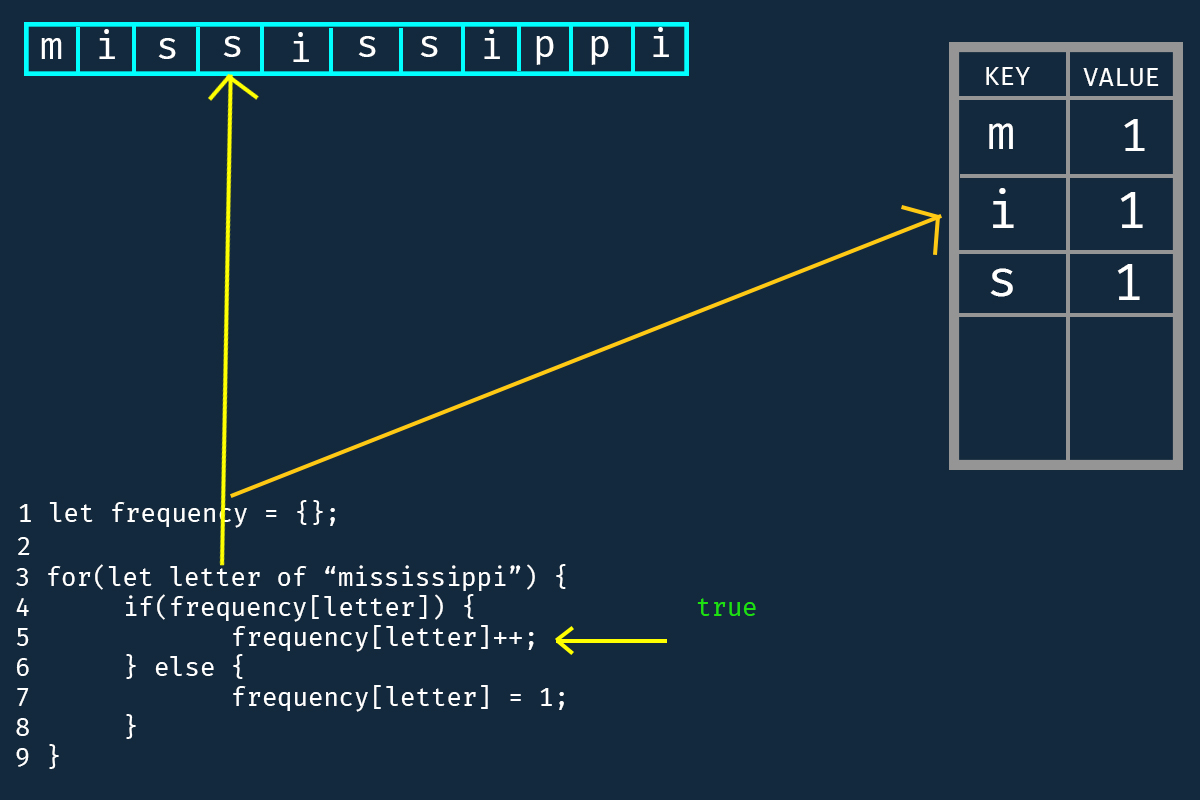 m i s s i s s i p p i
KEY VALUE
m 1
i 1
s 1
1 let frequency = {};
2
3 for(let letter of “mississippi”) {
4 if(frequency[letter]) { true
5 frequency[letter]++;
6 } else {
7 frequency[letter] = 1;
8 }
9 }